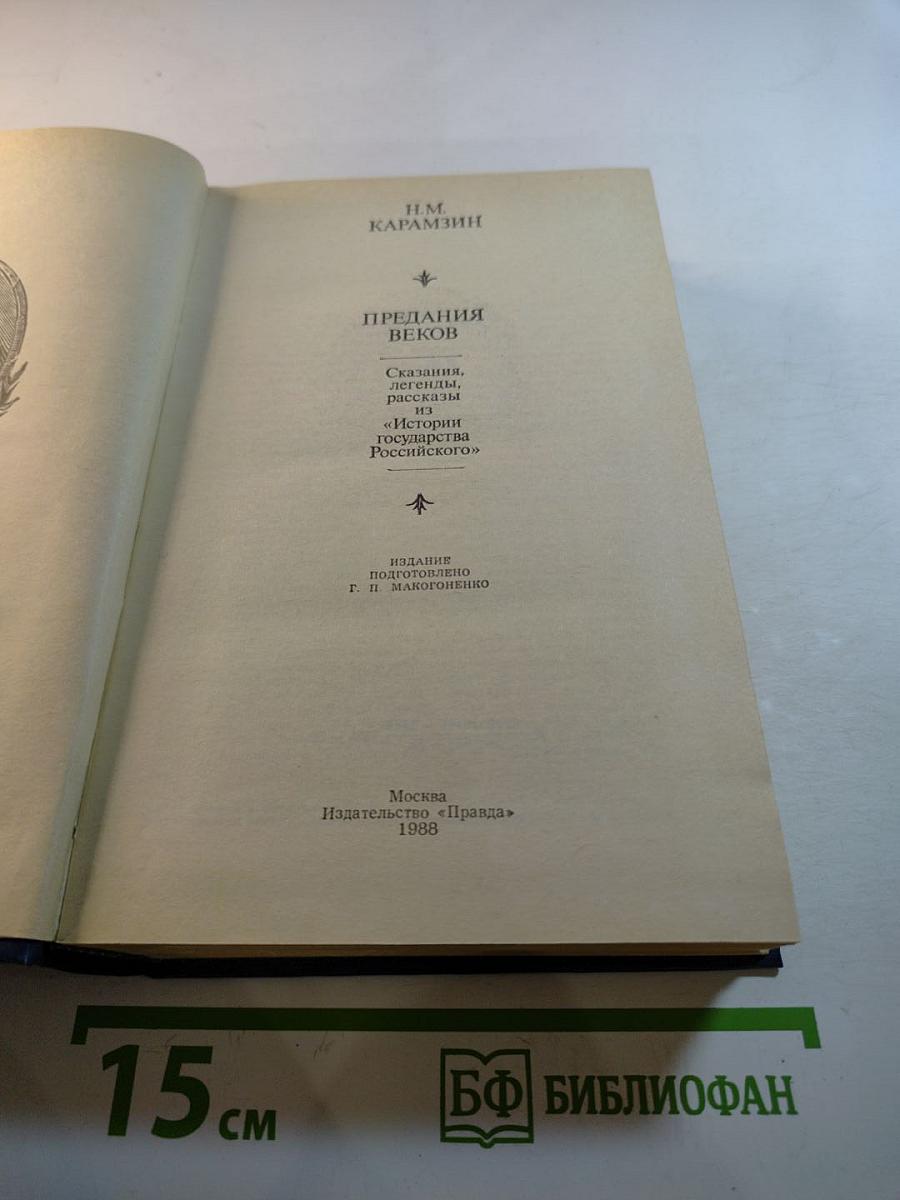 Н.М.
КАРАМЗИН
ПРЕДАНИЯ
ВЕКОВ
Сказания,
легенды,
рассказы
из
«Истории
государства
Российского»
ИЗДАНИЕ
ПОДГОТОВЛЕНО
Г. П. МАКОГОНЕНКО
Москва
Издательство «Правда»
1988
15 см
БФ БИБЛИОФАН